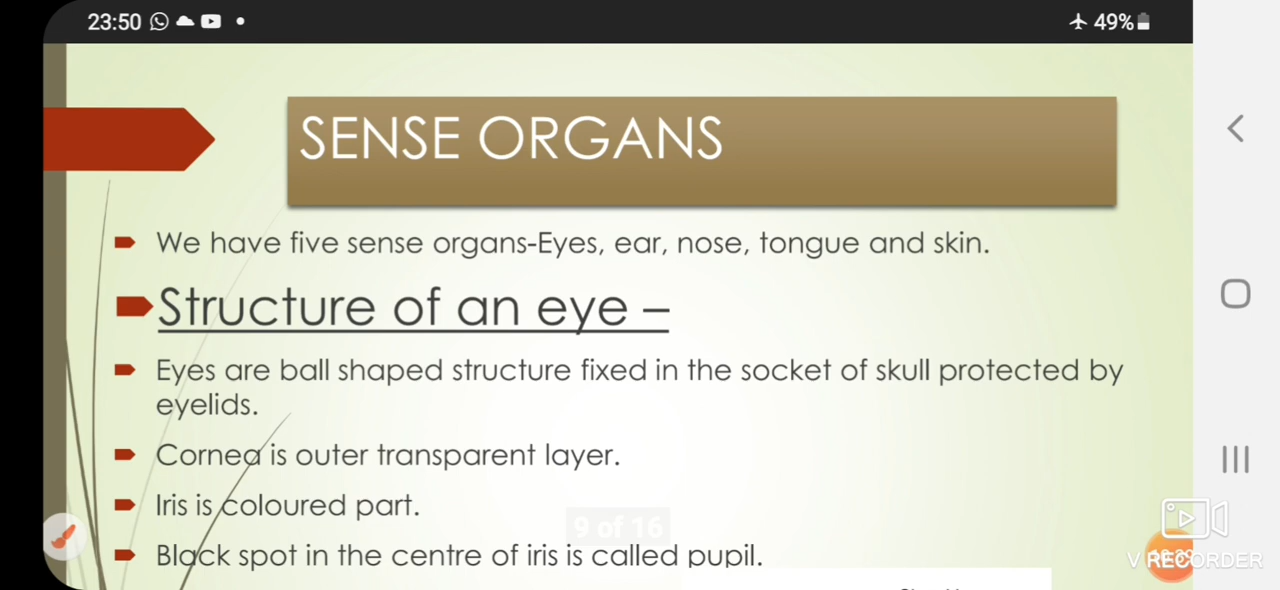 23:50 49%
SENSE ORGANS
We have five sense organs-Eyes, ear, nose, tongue and skin.
Structure of an eye –
Eyes are ball shaped structure fixed in the socket of skull protected by
eyelids.
Cornea is outer transparent layer.
Iris is coloured part.
9 of 16
Black spot in the centre of iris is called pupil.
V RECORDER